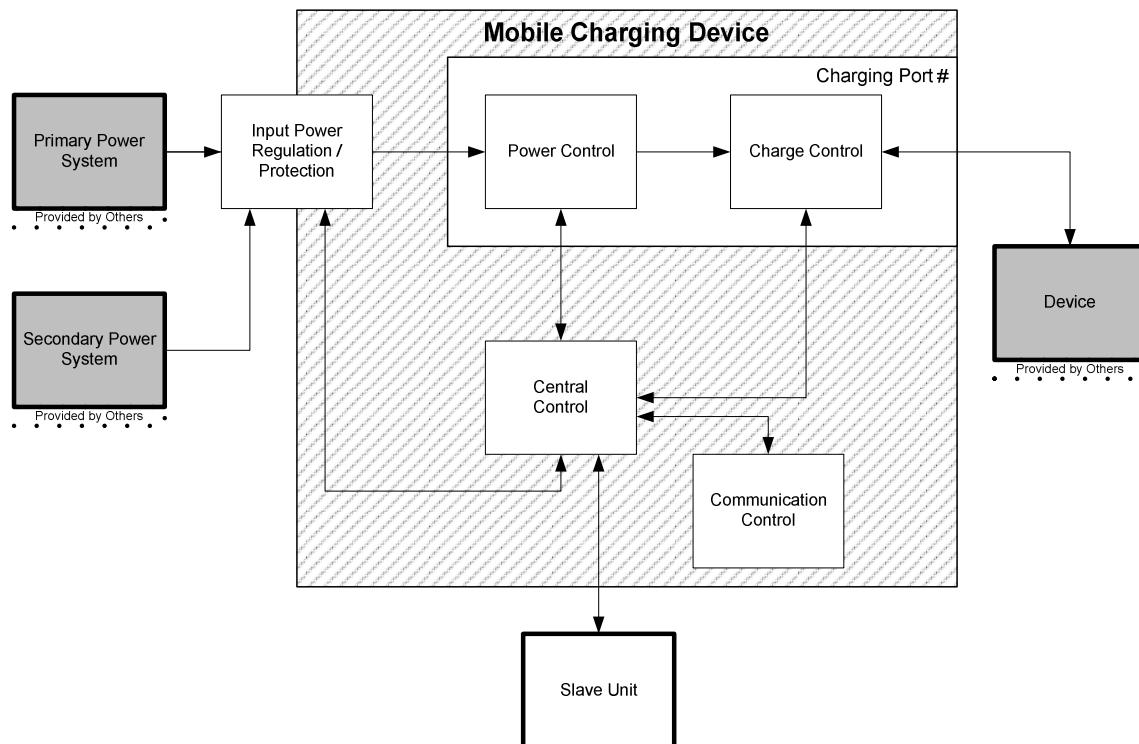 Mobile Charging Device
Charging Port #
Primary Power
System
Provided by Others
Input Power
Regulation /
Protection
Power Control
Charge Control
Secondary Power
System
Provided by Others
Device
Provided by Others
Central
Control
Communication
Control
Slave Unit